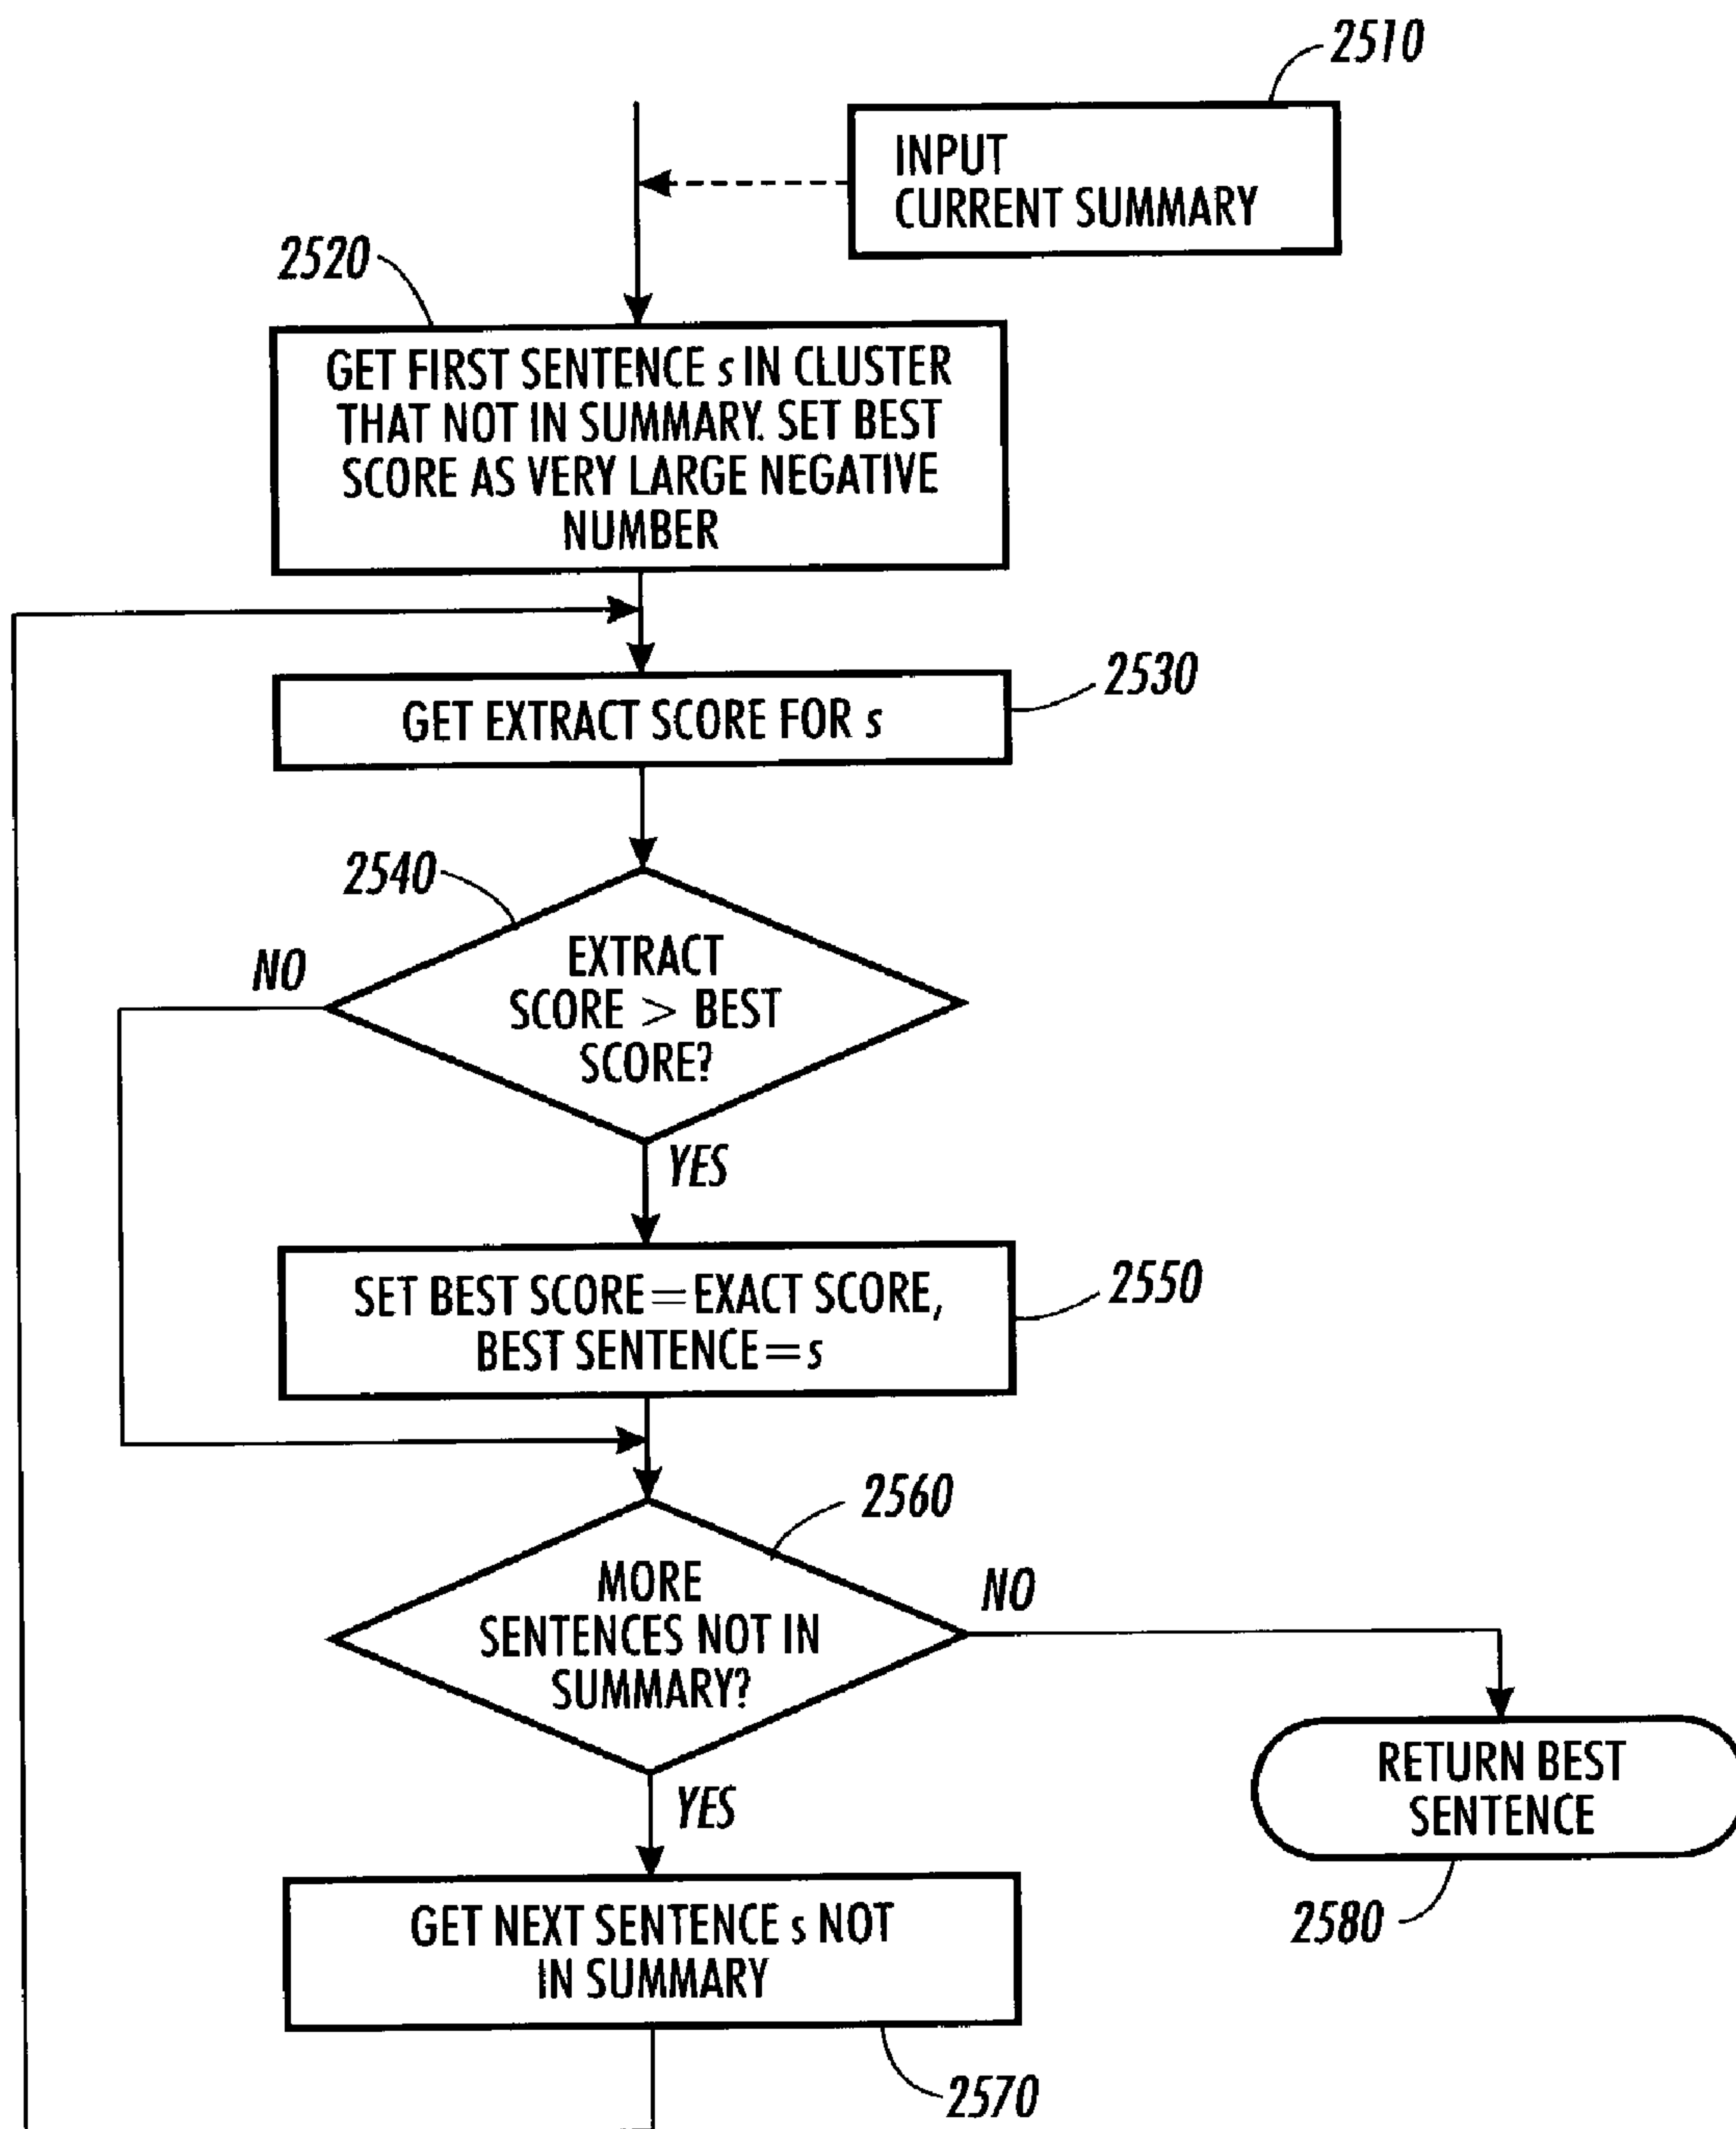 2510
INPUT
CURRENT SUMMARY
2520
GET FIRST SENTENCE s IN CLUSTER
THAT NOT IN SUMMARY. SET BEST
SCORE AS VERY LARGE NEGATIVE
NUMBER
2530
GET EXTRACT SCORE FOR s
2540
NO
EXTRACT
SCORE > BEST
SCORE?
YES
2550
SET BEST SCORE=EXACT SCORE,
BEST SENTENCE=s
2560
MORE
SENTENCES NOT IN
SUMMARY?
NO
YES
RETURN BEST
SENTENCE
2580
GET NEXT SENTENCE s NOT
IN SUMMARY
2570